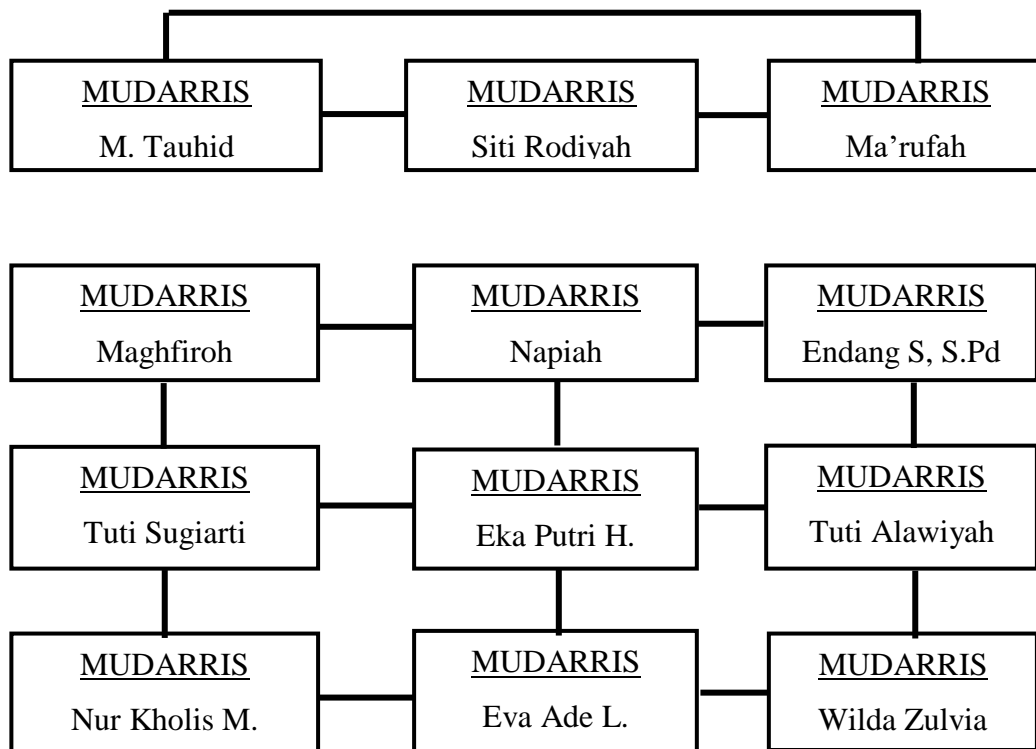 MUDARRIS
M. Tauhid
MUDARRIS
Siti Rodiyah
MUDARRIS
Ma’rufah
MUDARRIS
Maghfiroh
MUDARRIS
Napiah
MUDARRIS
Endang S, S.Pd
MUDARRIS
Tuti Sugiarti
MUDARRIS
Eka Putri H.
MUDARRIS
Tuti Alawiyah
MUDARRIS
Nur Kholis M.
MUDARRIS
Eva Ade L.
MUDARRIS
Wilda Zulvia